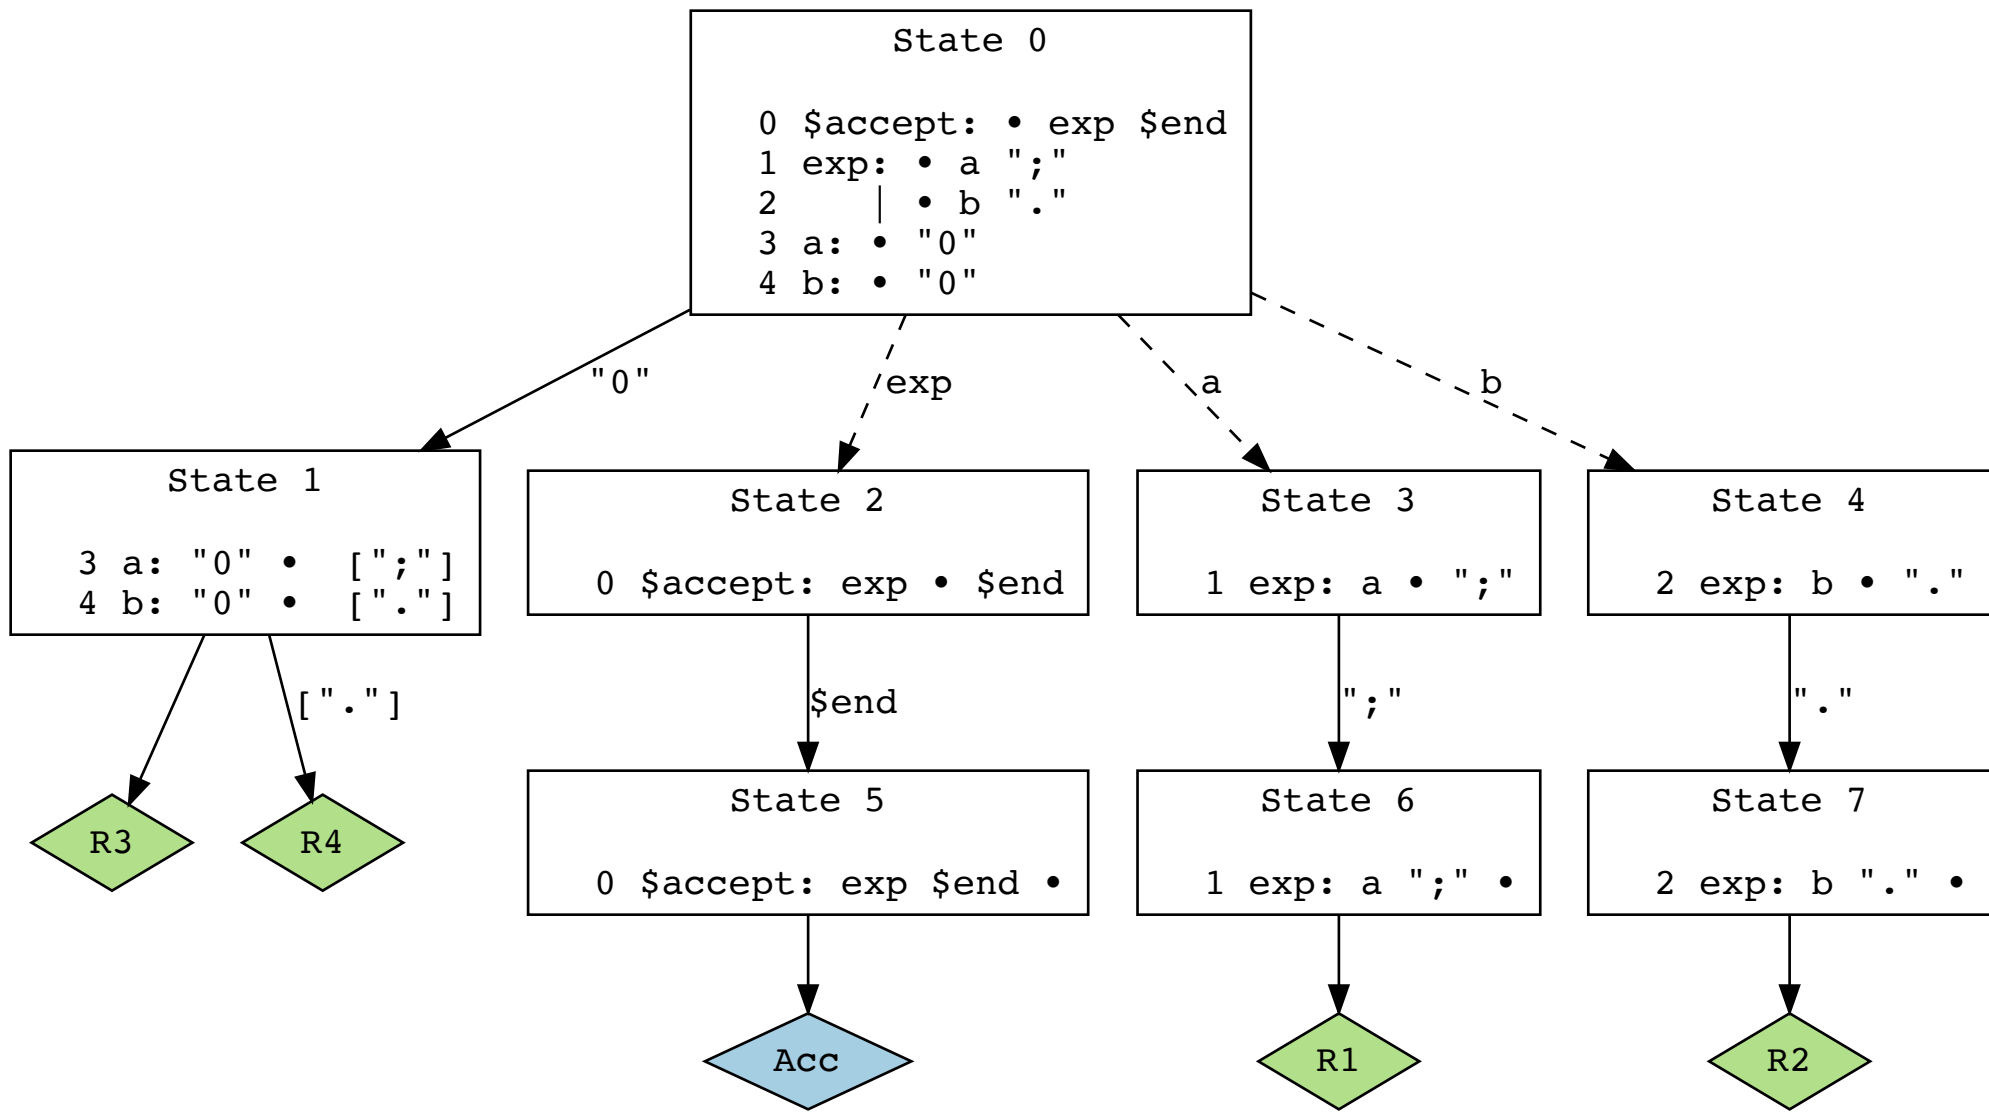 State 0
0 $accept: • exp $end
1 exp: • a ";"
2    | • b "."
3 a: • "0"
4 b: • "0"
"0"
exp
a
b
State 1
3 a: "0" •  [";"]
4 b: "0" •  ["."]
State 2
0 $accept: exp • $end
State 3
1 exp: a • ";"
State 4
2 exp: b • "."
["."]
$end
";"
"."
R3
R4
State 5
0 $accept: exp $end •
State 6
1 exp: a ";" •
State 7
2 exp: b "." •
Acc
R1
R2